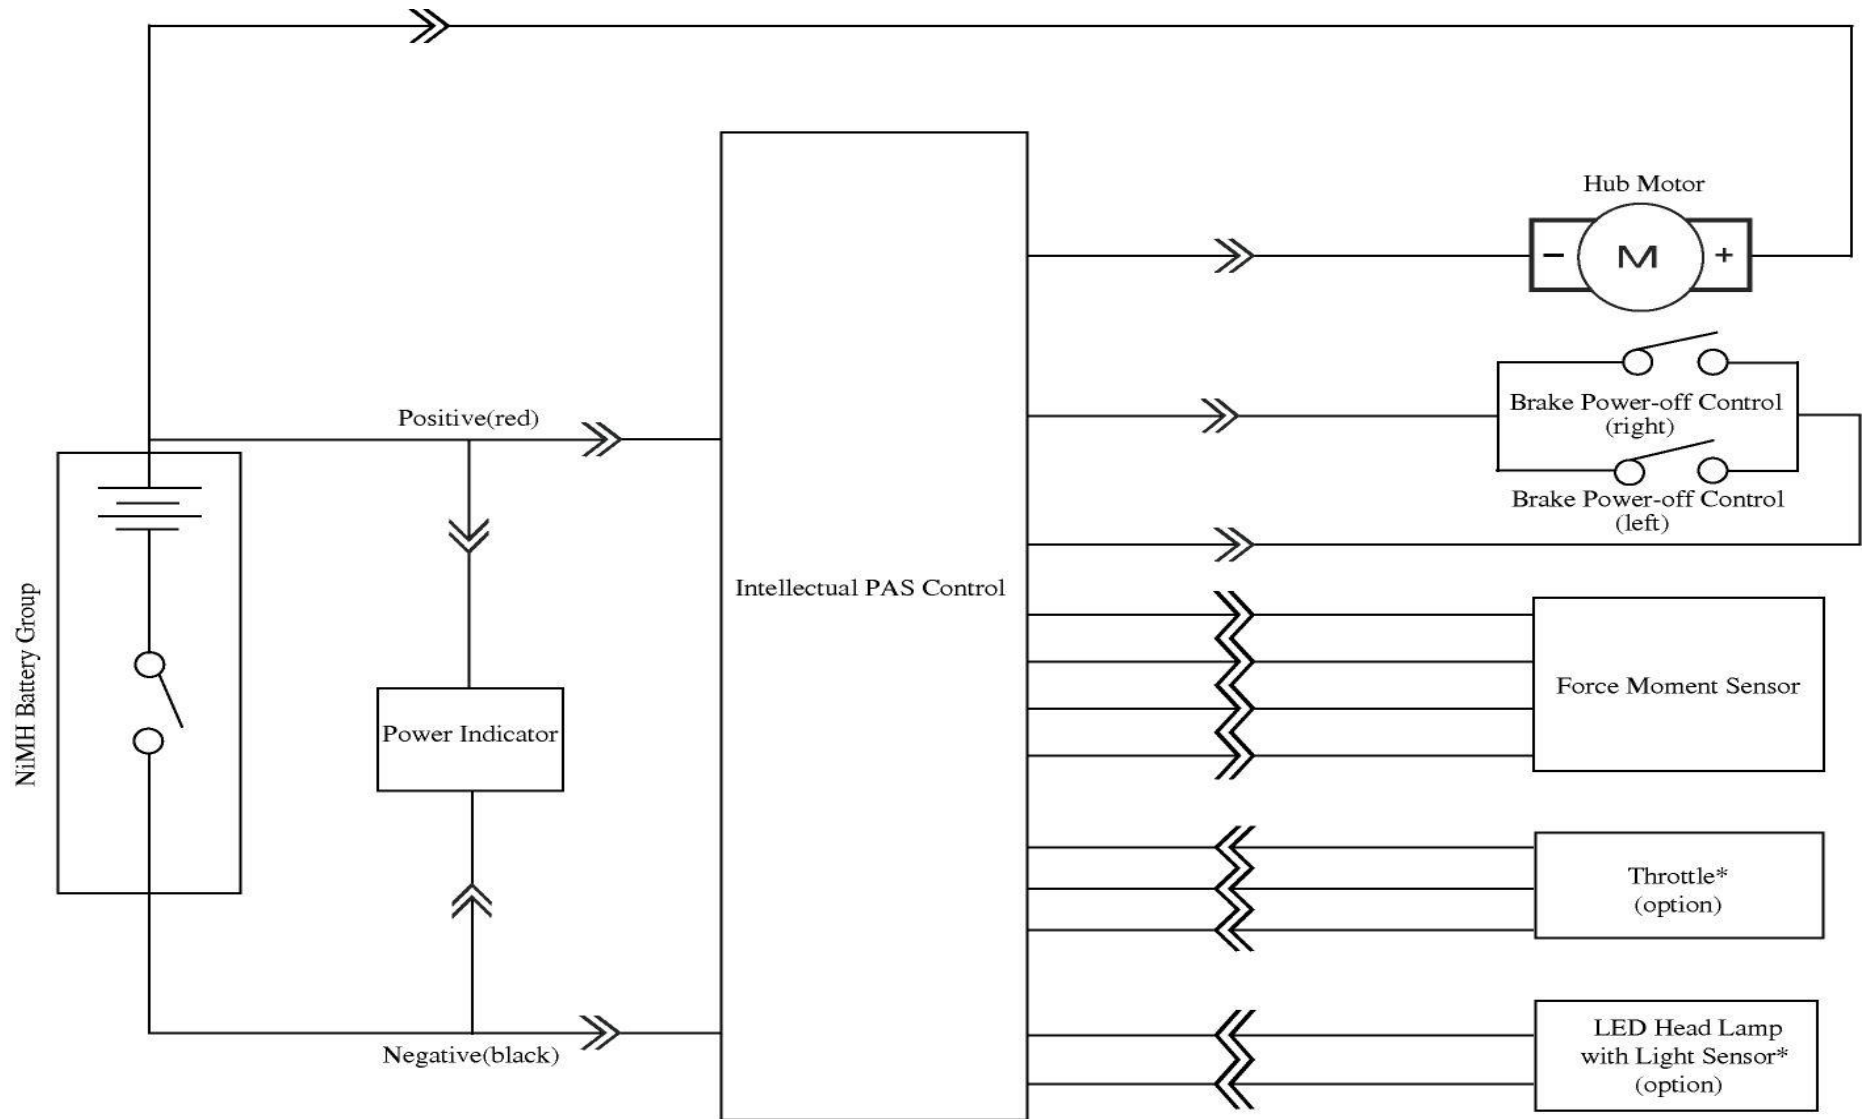 Hub Motor
− M +
Positive(red)
Brake Power-off Control
(right)
Brake Power-off Control
(left)
NiMH Battery Group
Intellectual PAS Control
Force Moment Sensor
Power Indicator
Throttle*
(option)
Negative(black)
LED Head Lamp
with Light Sensor*
(option)